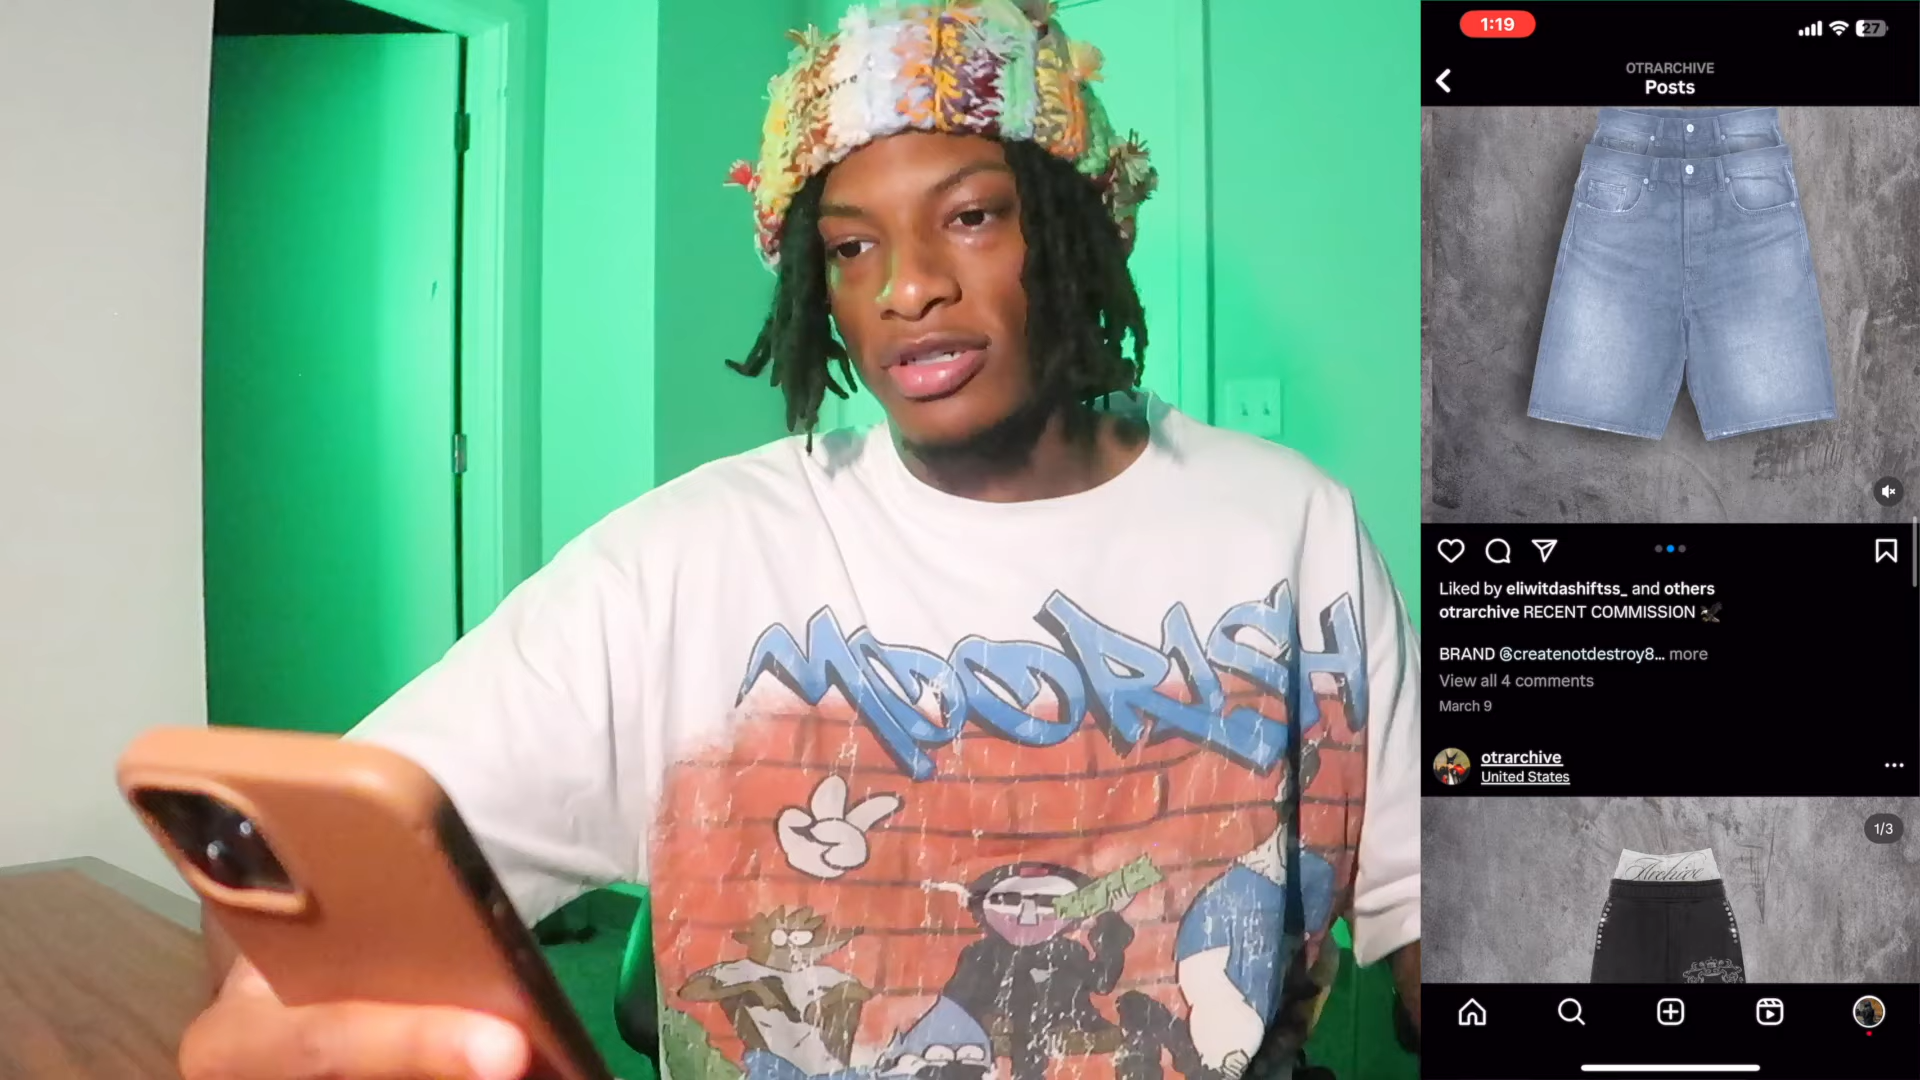 MOORISH
1:19
27
OTRARCHIVE
Posts
Liked by eliwitdashiftss_ and others
otrarchive RECENT COMMISSION
BRAND @createnotdestroy8... more
View all 4 comments
March 9
otrarchive
United States
1/3
Archive